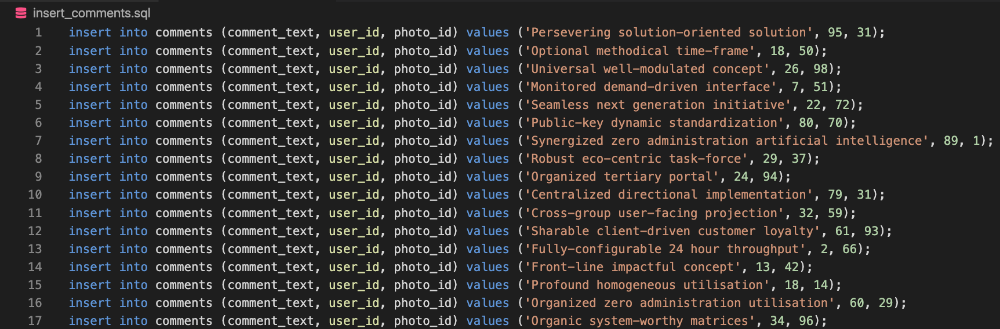 insert_comments.sql
1 insert into comments (comment_text, user_id, photo_id) values ('Persevering solution-oriented solution', 95, 31);
2 insert into comments (comment_text, user_id, photo_id) values ('Optional methodical time-frame', 18, 50);
3 insert into comments (comment_text, user_id, photo_id) values ('Universal well-modulated concept', 26, 98);
4 insert into comments (comment_text, user_id, photo_id) values ('Monitored demand-driven interface', 7, 51);
5 insert into comments (comment_text, user_id, photo_id) values ('Seamless next generation initiative', 22, 72);
6 insert into comments (comment_text, user_id, photo_id) values ('Public-key dynamic standardization', 80, 70);
7 insert into comments (comment_text, user_id, photo_id) values ('Synergized zero administration artificial intelligence', 89, 1);
8 insert into comments (comment_text, user_id, photo_id) values ('Robust eco-centric task-force', 29, 37);
9 insert into comments (comment_text, user_id, photo_id) values ('Organized tertiary portal', 24, 94);
10 insert into comments (comment_text, user_id, photo_id) values ('Centralized directional implementation', 79, 31);
11 insert into comments (comment_text, user_id, photo_id) values ('Cross-group user-facing projection', 32, 59);
12 insert into comments (comment_text, user_id, photo_id) values ('Sharable client-driven customer loyalty', 61, 93);
13 insert into comments (comment_text, user_id, photo_id) values ('Fully-configurable 24 hour throughput', 2, 66);
14 insert into comments (comment_text, user_id, photo_id) values ('Front-line impactful concept', 13, 42);
15 insert into comments (comment_text, user_id, photo_id) values ('Profound homogeneous utilisation', 18, 14);
16 insert into comments (comment_text, user_id, photo_id) values ('Organized zero administration utilisation', 60, 29);
17 insert into comments (comment_text, user_id, photo_id) values ('Organic system-worthy matrices', 34, 96);